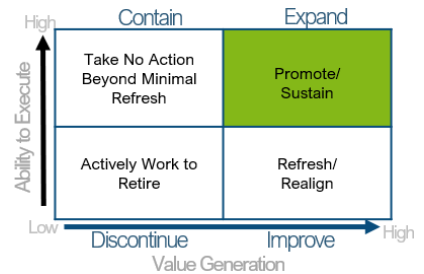 Contain
Expand
High
Take No Action
Beyond Minimal
Refresh
Promote/
Sustain
Ability to Execute
Actively Work to
Retire
Refresh/
Realign
Low
High
Discontinue
Improve
Value Generation